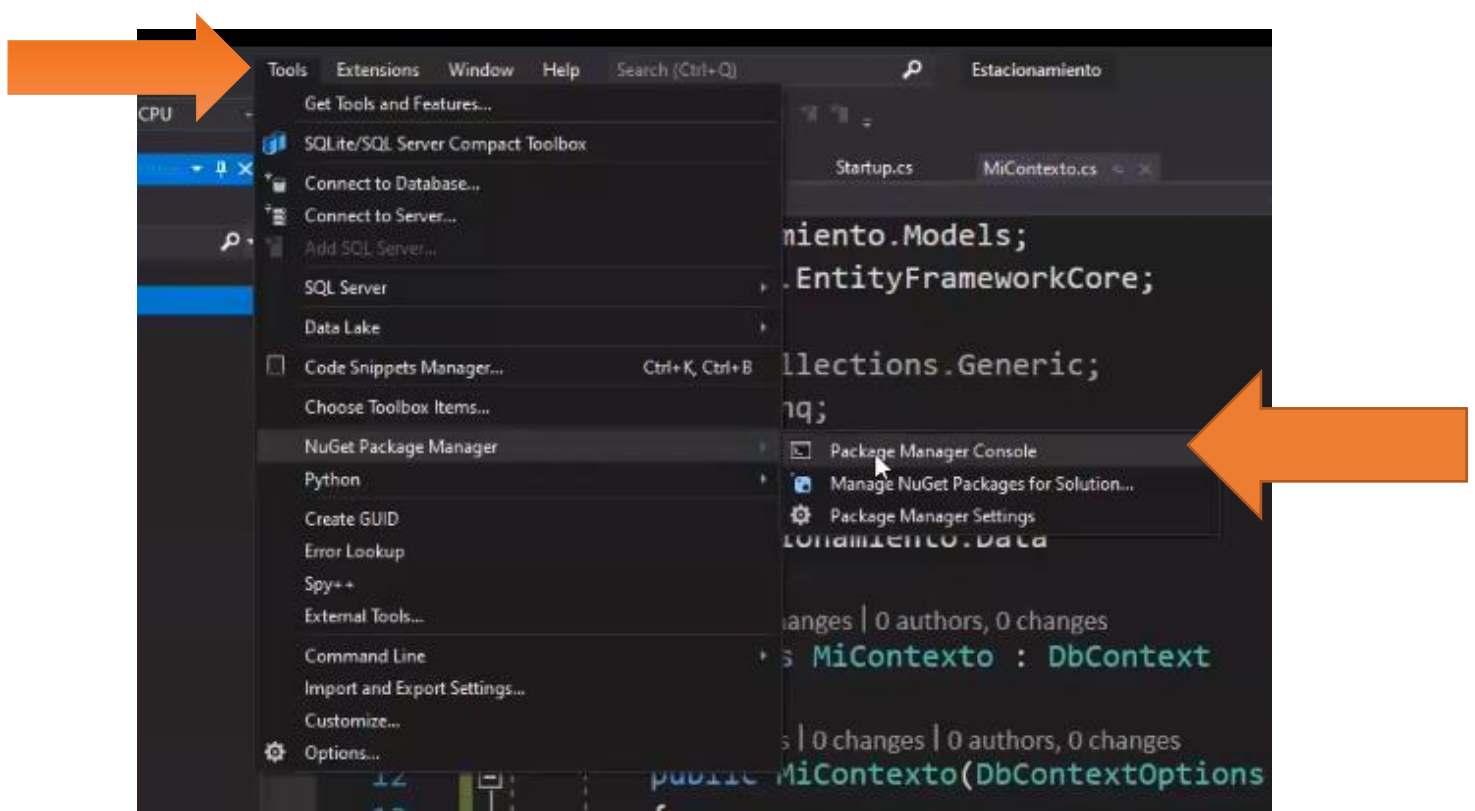 Tools Extensions Window Help Search (Ctrl+Q) Estacionamiento
CPU
Get Tools and Features...
SQLite/SQL Server Compact Toolbox
Connect to Database...
Connect to Server...
Add SQL Server...
SQL Server
Data Lake
Code Snippets Manager... Ctrl+K, Ctrl+B
Choose Toolbox Items...
NuGet Package Manager
Python
Create GUID
Error Lookup
Spy++
External Tools...
Command Line
Import and Export Settings...
Customize...
Options...
Package Manager Console
Manage NuGet Packages for Solution...
Package Manager Settings
Startup.cs MiContexto.cs
miento.Models;
.EntityFrameworkCore;
llections.Generic;
nq;
ionamiento.Data
anges | 0 authors, 0 changes
s MiContexto : DbContext
s | 0 changes | 0 authors, 0 changes
12 public MiContexto(DbContextOptions